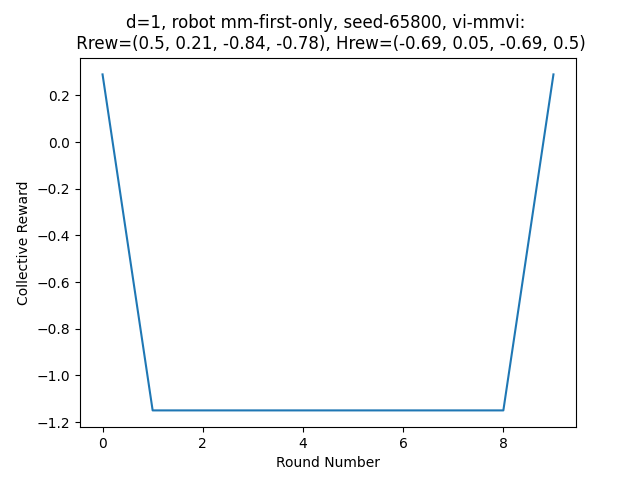 d=1, robot mm-first-only, seed-65800, vi-mmvi:
Rrew=(0.5, 0.21, -0.84, -0.78), Hrew=(-0.69, 0.05, -0.69, 0.5)
0.2
0.0
−0.2
−0.4
−0.6
−0.8
−1.0
−1.2
Collective Reward
0 2 4 6 8
Round Number